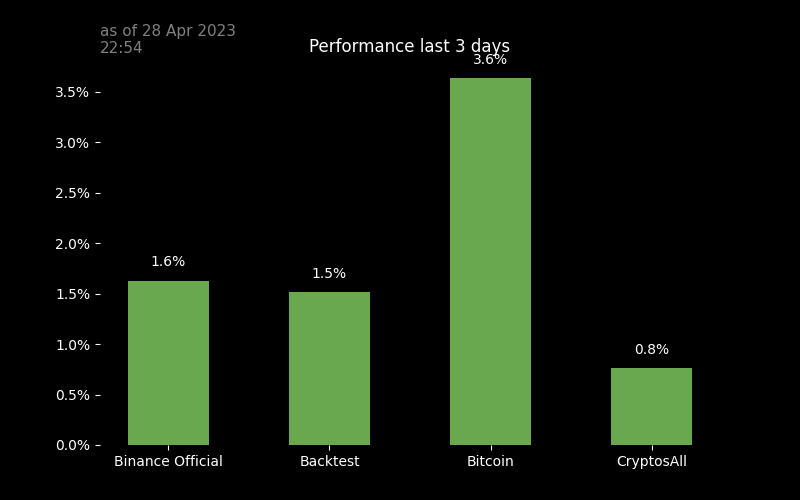 as of 28 Apr 2023
22:54
Performance last 3 days
3.6%
3.5%
3.0%
2.5%
2.0%
1.6%
1.5%
1.5%
1.0%
0.8%
0.5%
0.0%
Binance Official
Backtest
Bitcoin
CryptosAll